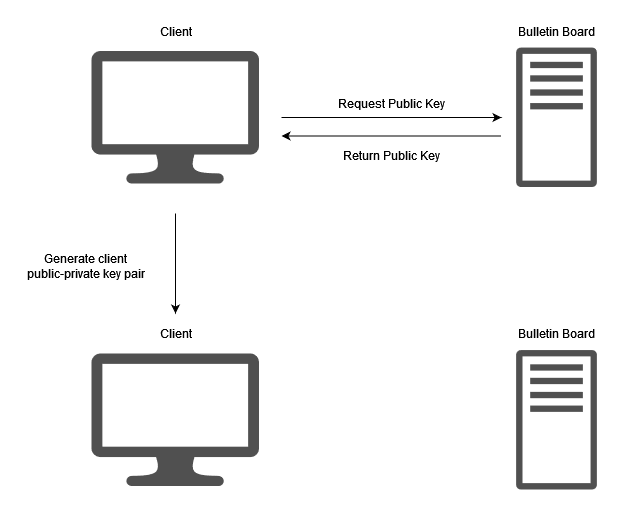 Client
Bulletin Board
Request Public Key
Return Public Key
Generate client
public-private key pair
Client
Bulletin Board